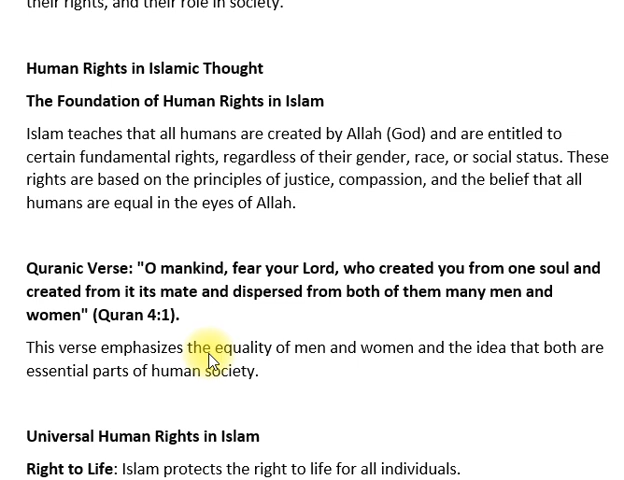 their rights, and their role in society.
Human Rights in Islamic Thought
The Foundation of Human Rights in Islam
Islam teaches that all humans are created by Allah (God) and are entitled to
certain fundamental rights, regardless of their gender, race, or social status. These
rights are based on the principles of justice, compassion, and the belief that all
humans are equal in the eyes of Allah.
Quranic Verse: "O mankind, fear your Lord, who created you from one soul and
created from it its mate and dispersed from both of them many men and
women" (Quran 4:1).
This verse emphasizes the equality of men and women and the idea that both are
essential parts of human society.
Universal Human Rights in Islam
Right to Life: Islam protects the right to life for all individuals.